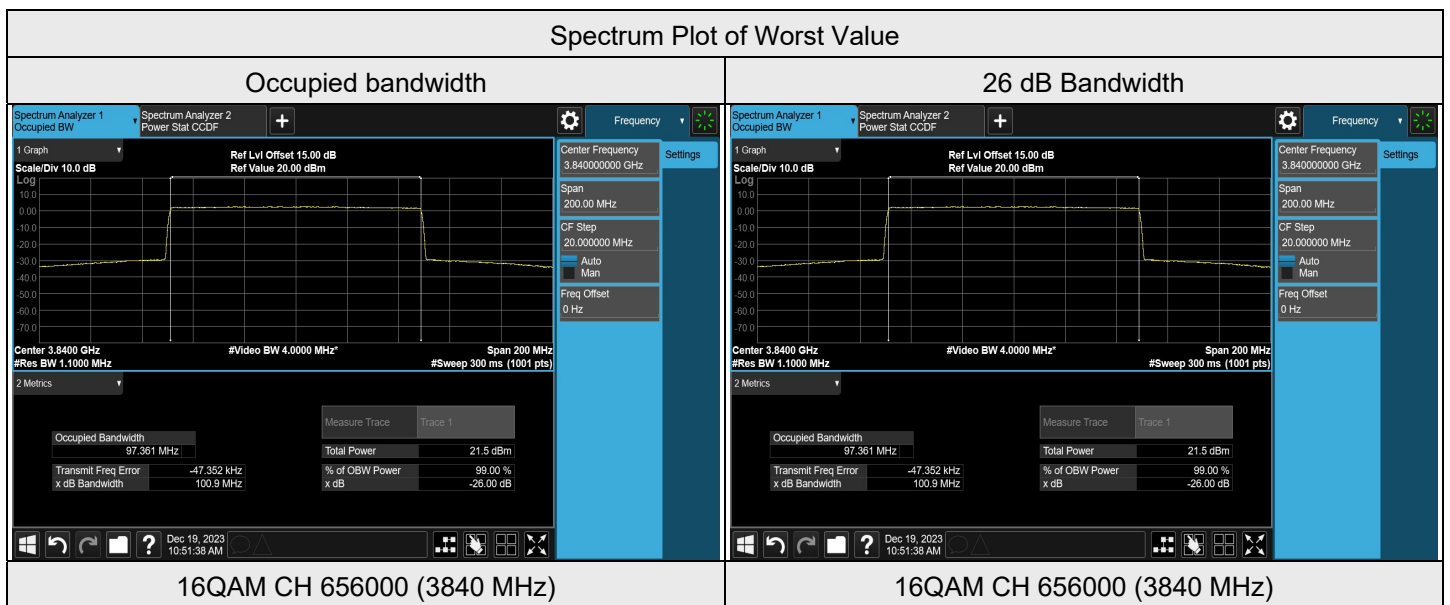 Spectrum Plot of Worst Value
Occupied bandwidth
Spectrum Analyzer 1
Occupied BW
Spectrum Analyzer 2
Power Stat CCDF
Frequency
1 Graph
Scale/Div 10.0 dB
Ref Lvl Offset 15.00 dB
Ref Value 20.00 dBm
Log
10.0
0.00
-10.0
-20.0
-30.0
-40.0
-50.0
-60.0
-70.0
Center 3.8400 GHz
#Video BW 4.0000 MHz*
Span 200 MHz
#Res BW 1.1000 MHz
#Sweep 300 ms (1001 pts)
Center Frequency
3.840000000 GHz
Settings
Span
200.00 MHz
CF Step
20.000000 MHz
Auto
Man
Freq Offset
0 Hz
2 Metrics
Measure Trace Trace 1
Occupied Bandwidth
97.361 MHz
Total Power 21.5 dBm
Transmit Freq Error -47.352 kHz
% of OBW Power 99.00 %
x dB Bandwidth 100.9 MHz
x dB -26.00 dB
?
Dec 19, 2023
10:51:38 AM
16QAM CH 656000 (3840 MHz)
26 dB Bandwidth
Spectrum Analyzer 1
Occupied BW
Spectrum Analyzer 2
Power Stat CCDF
Frequency
1 Graph
Scale/Div 10.0 dB
Ref Lvl Offset 15.00 dB
Ref Value 20.00 dBm
Log
10.0
0.00
-10.0
-20.0
-30.0
-40.0
-50.0
-60.0
-70.0
Center 3.8400 GHz
#Video BW 4.0000 MHz*
Span 200 MHz
#Res BW 1.1000 MHz
#Sweep 300 ms (1001 pts)
Center Frequency
3.840000000 GHz
Settings
Span
200.00 MHz
CF Step
20.000000 MHz
Auto
Man
Freq Offset
0 Hz
2 Metrics
Measure Trace Trace 1
Occupied Bandwidth
97.361 MHz
Total Power 21.5 dBm
Transmit Freq Error -47.352 kHz
% of OBW Power 99.00 %
x dB Bandwidth 100.9 MHz
x dB -26.00 dB
?
Dec 19, 2023
10:51:38 AM
16QAM CH 656000 (3840 MHz)